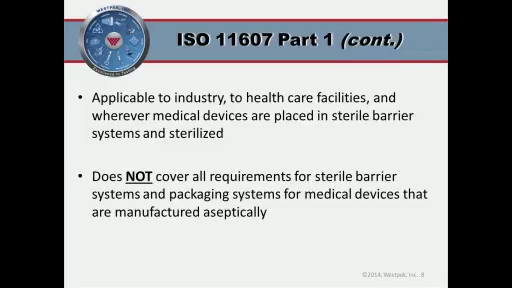 WESTPAK, INC.
ISO 11607 Part 1 (cont.)
• Applicable to industry, to health care facilities, and
wherever medical devices are placed in sterile barrier
systems and sterilized
• Does NOT cover all requirements for sterile barrier
systems and packaging systems for medical devices that
are manufactured aseptically
©2014, Westpak, Inc. 8